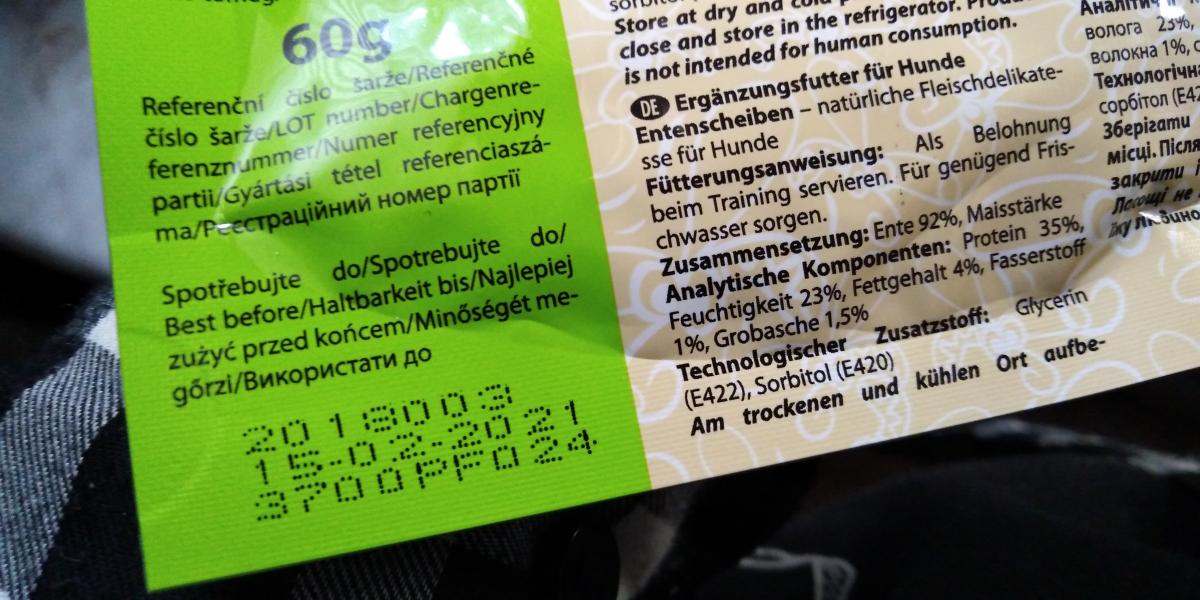 60g
Referenční číslo šarže/Referenčné
číslo šarže/LOT number/Chargenre-
ferenznummer/Numer referencyjny
partii/Gyártási tétel referenciaszá-
ma/Реєстраційний номер партії
Spotřebujte do/Spotrebujte do/
Best before/Haltbarkeit bis/Najlepiej
zużyć przed końcem/Minőségét me-
gőrzi/Використати до
2018003
15-02-2021
3700PF024
Store at dry and
close and store in the refrigerator.
is not intended for human consumption.
DE Ergänzungsfutter für Hunde
Entenscheiben – natürliche Fleischdelikate-
sse für Hunde
Fütterungsanweisung: Als Belohnung
beim Training servieren. Für genügend Fris-
chwasser sorgen.
Zusammensetzung: Ente 92%, Maisstärke
Analytische Komponenten: Protein 35%,
Feuchtigkeit 23%, Fettgehalt 4%, Fasserstoff
1%, Grobasche 1,5%
Technologischer Zusatzstoff: Glycerin
(E422), Sorbitol (E420)
Am trockenen und kühlen Ort aufbe-
волога 23%,
волокна 1%,
сорбітол
Зберігати
місці. Після
закрити
не